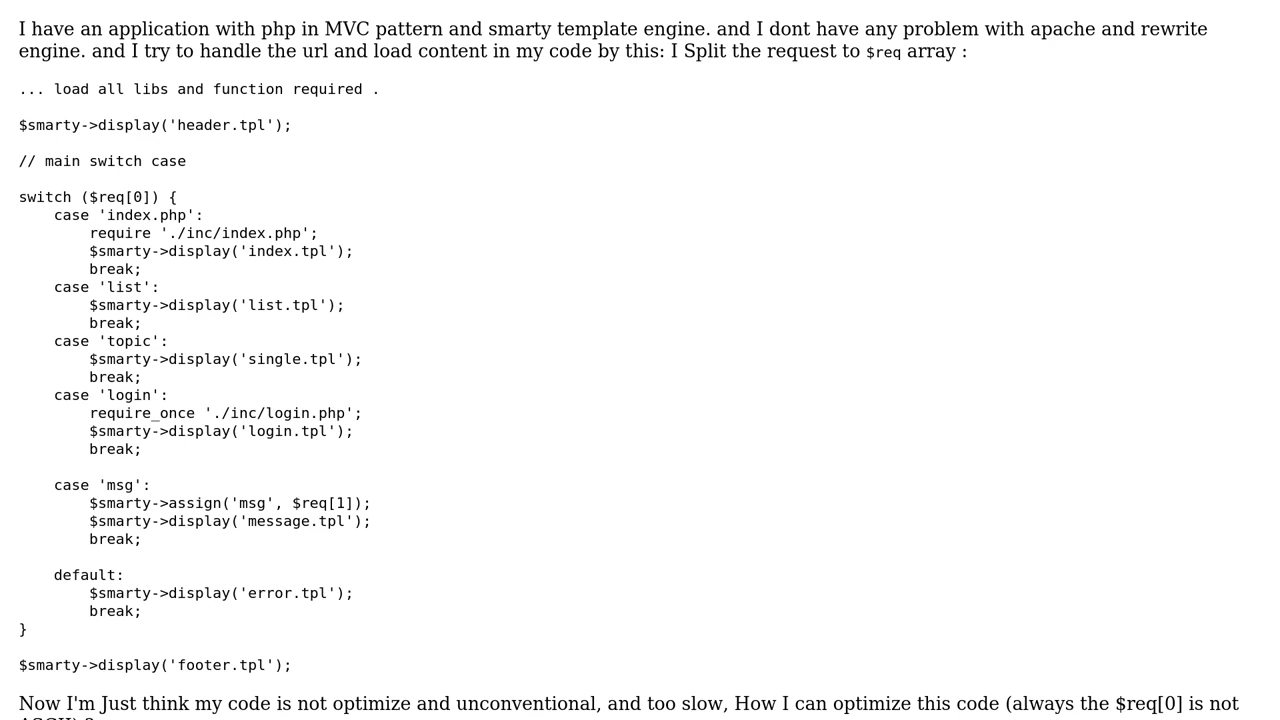 I have an application with php in MVC pattern and smarty template engine. and I dont have any problem with apache and rewrite
engine. and I try to handle the url and load content in my code by this: I Split the request to $req array :
... load all libs and function required .
$smarty->display('header.tpl');
// main switch case
switch ($req[0]) {
    case 'index.php':
        require './inc/index.php';
        $smarty->display('index.tpl');
        break;
    case 'list':
        $smarty->display('list.tpl');
        break;
    case 'topic':
        $smarty->display('single.tpl');
        break;
    case 'login':
        require_once './inc/login.php';
        $smarty->display('login.tpl');
        break;
    case 'msg':
        $smarty->assign('msg', $req[1]);
        $smarty->display('message.tpl');
        break;
    default:
        $smarty->display('error.tpl');
        break;
}
$smarty->display('footer.tpl');
Now I'm Just think my code is not optimize and unconventional, and too slow, How I can optimize this code (always the $req[0] is not